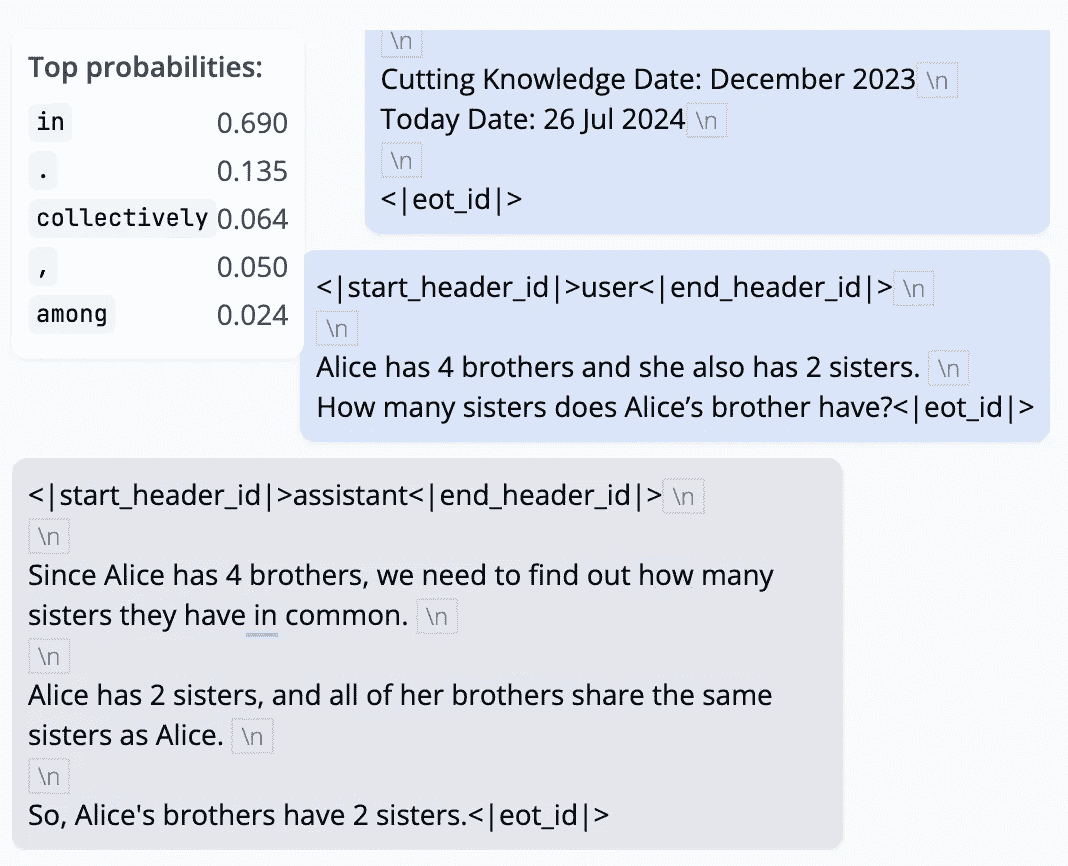 Top probabilities:
in 0.690
. 0.135
collectively 0.064
, 0.050
among 0.024
\n
Cutting Knowledge Date: December 2023\n
Today Date: 26 Jul 2024\n
\n
<|eot_id|>
<|start_header_id|>user<|end_header_id|>\n
\n
Alice has 4 brothers and she also has 2 sisters. \n
How many sisters does Alice’s brother have?<|eot_id|>
<|start_header_id|>assistant<|end_header_id|>\n
\n
Since Alice has 4 brothers, we need to find out how many
sisters they have in common. \n
\n
Alice has 2 sisters, and all of her brothers share the same
sisters as Alice. \n
\n
So, Alice's brothers have 2 sisters.<|eot_id|>